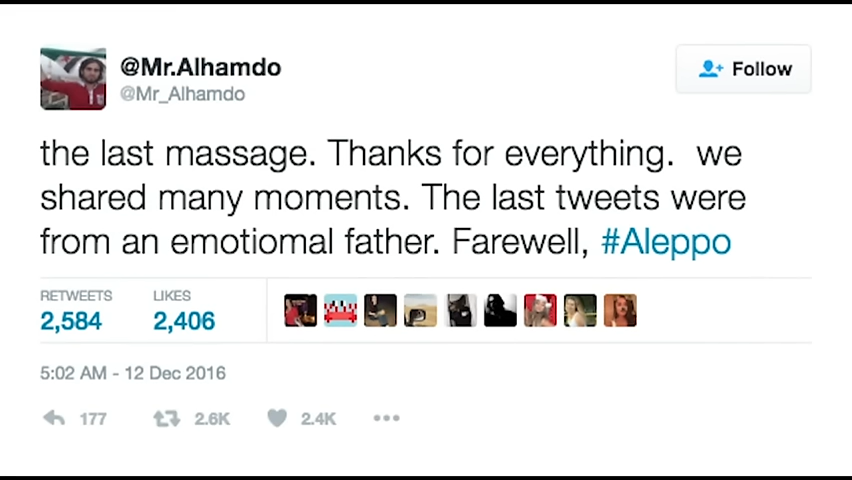 @Mr.Alhamdo
@Mr_Alhamdo
Follow
the last massage. Thanks for everything.  we
shared many moments. The last tweets were
from an emotiomal father. Farewell, #Aleppo
RETWEETS LIKES
2,584 2,406
5:02 AM - 12 Dec 2016
177 2.6K 2.4K